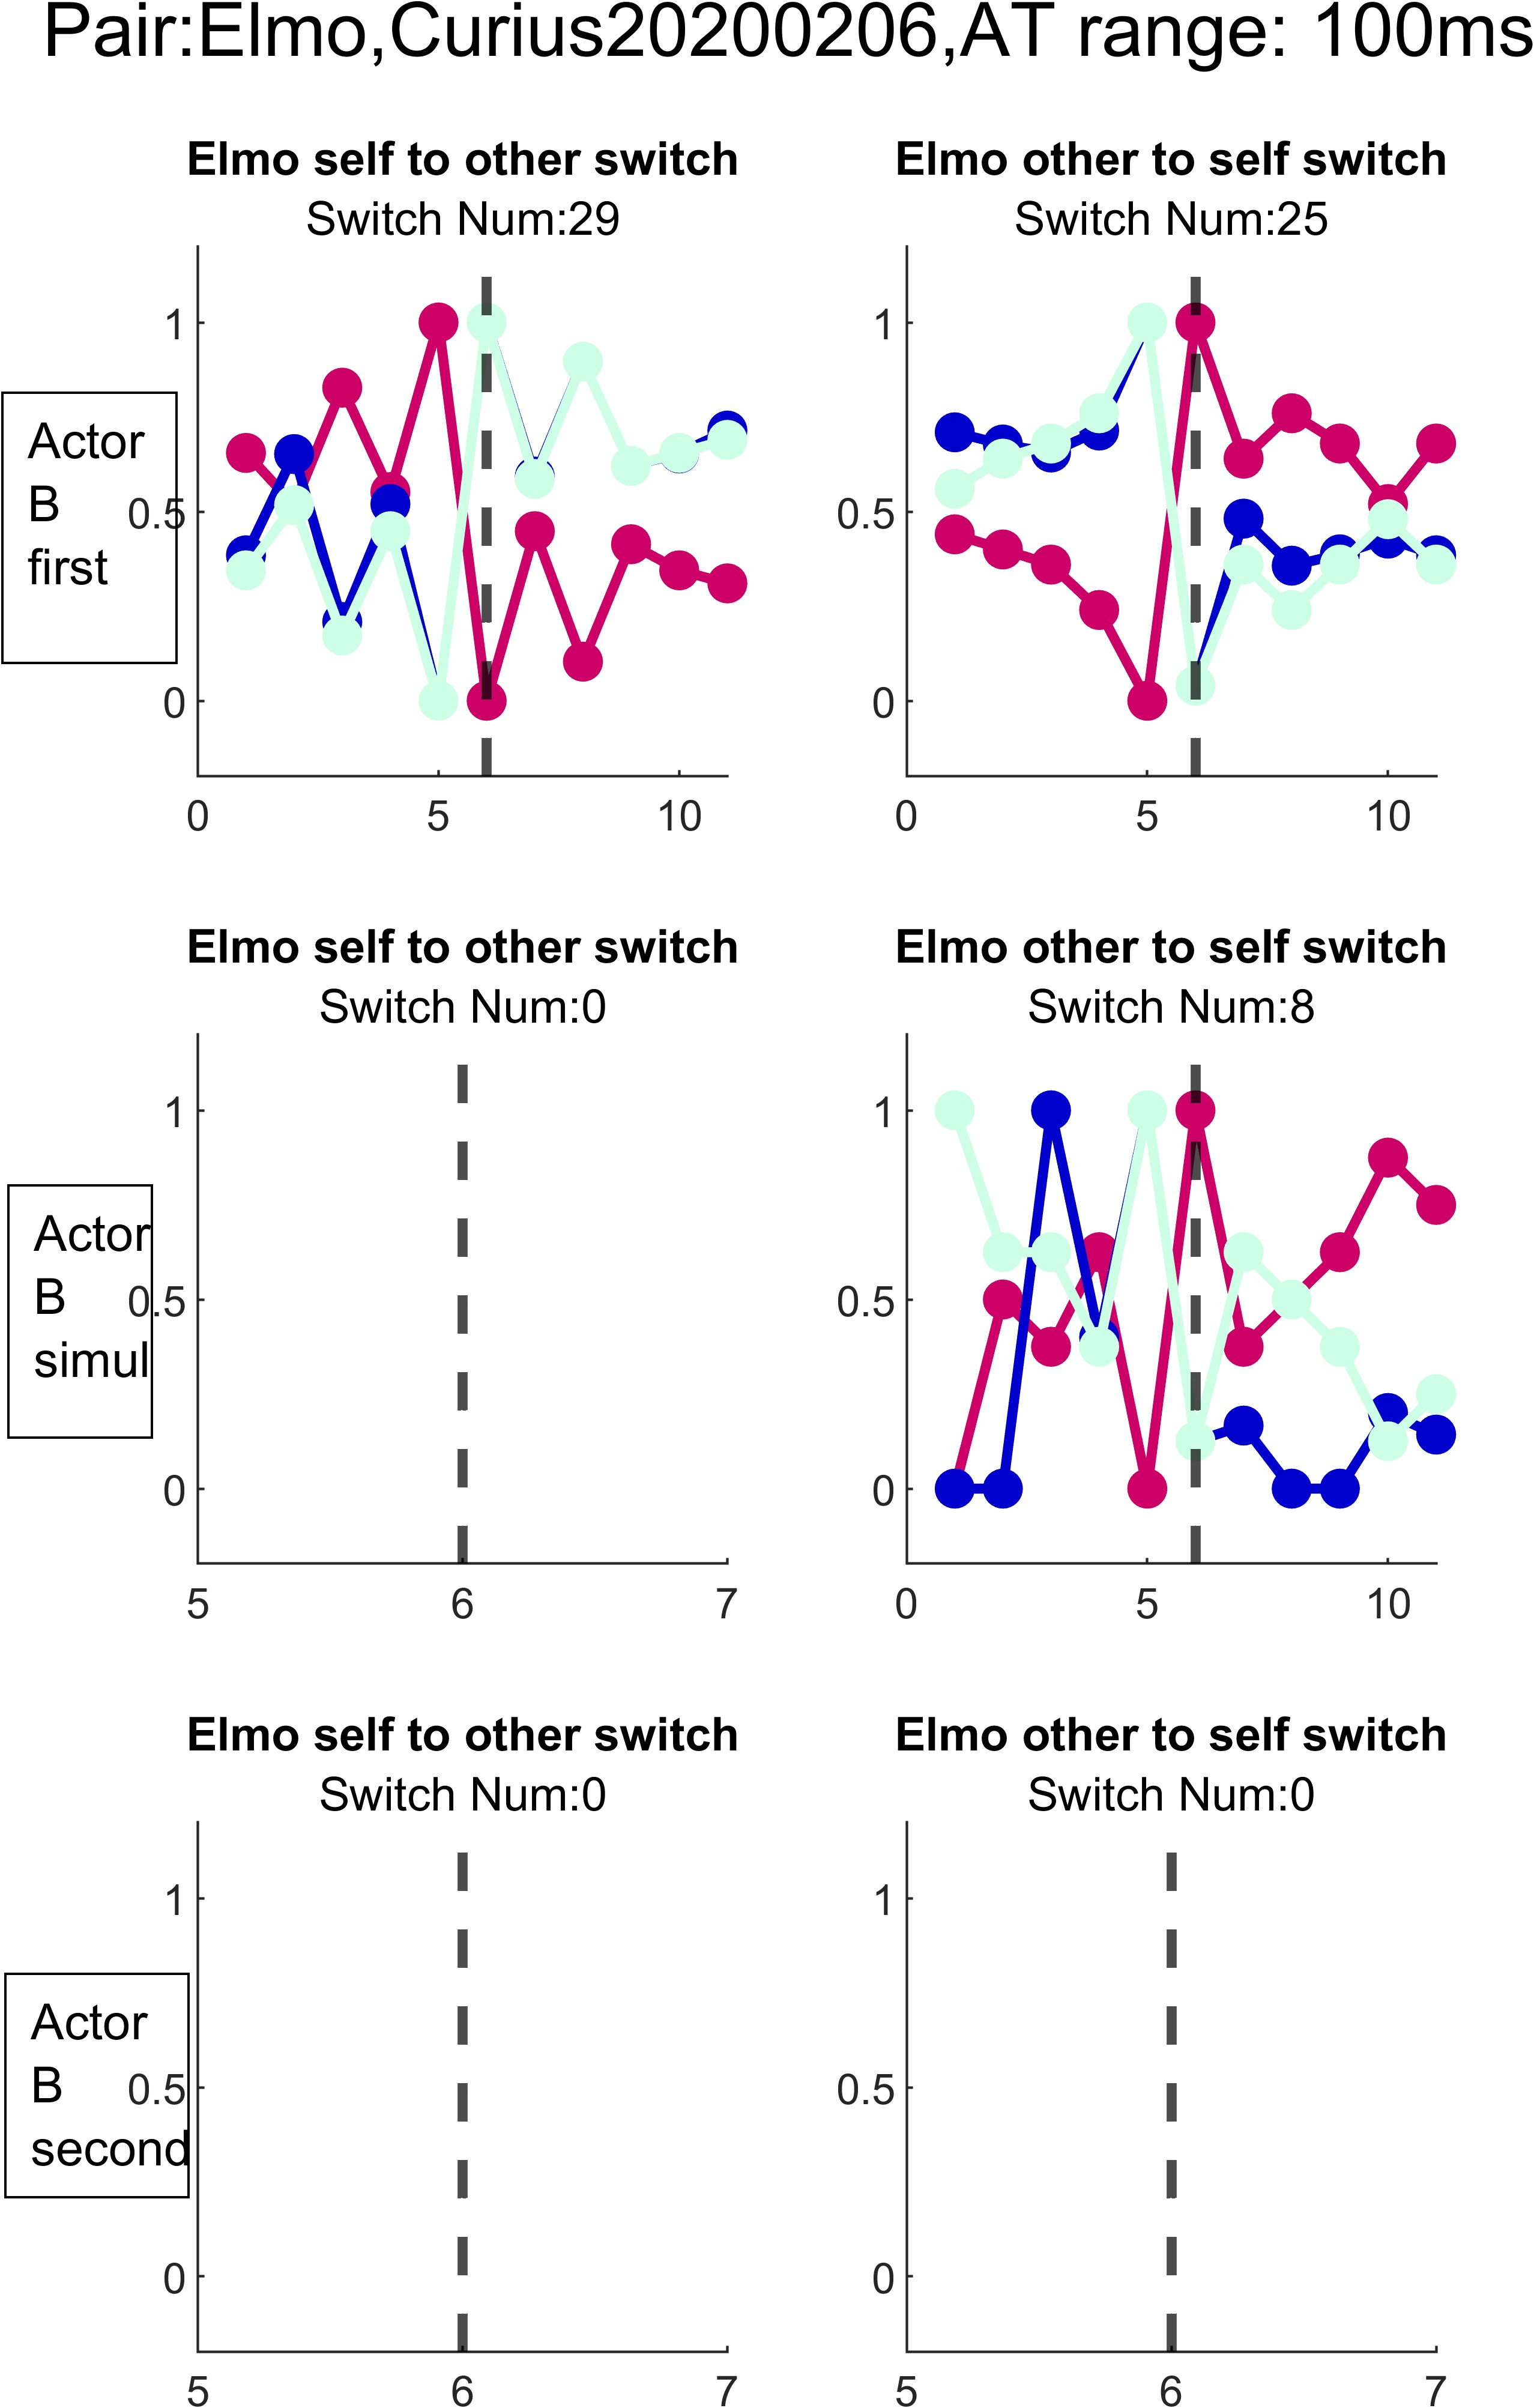 Pair:Elmo,Curius20200206,AT range: 100ms
Elmo self to other switch
Switch Num:29
1
0.5
0
0 5 10
Elmo other to self switch
Switch Num:25
1
0.5
0
0 5 10
Actor
B
first
Elmo self to other switch
Switch Num:0
1
0.5
0
5 6 7
Elmo other to self switch
Switch Num:8
1
0.5
0
0 5 10
Actor
B
simul
Elmo self to other switch
Switch Num:0
1
0.5
0
5 6 7
Elmo other to self switch
Switch Num:0
1
0.5
0
5 6 7
Actor
B
second